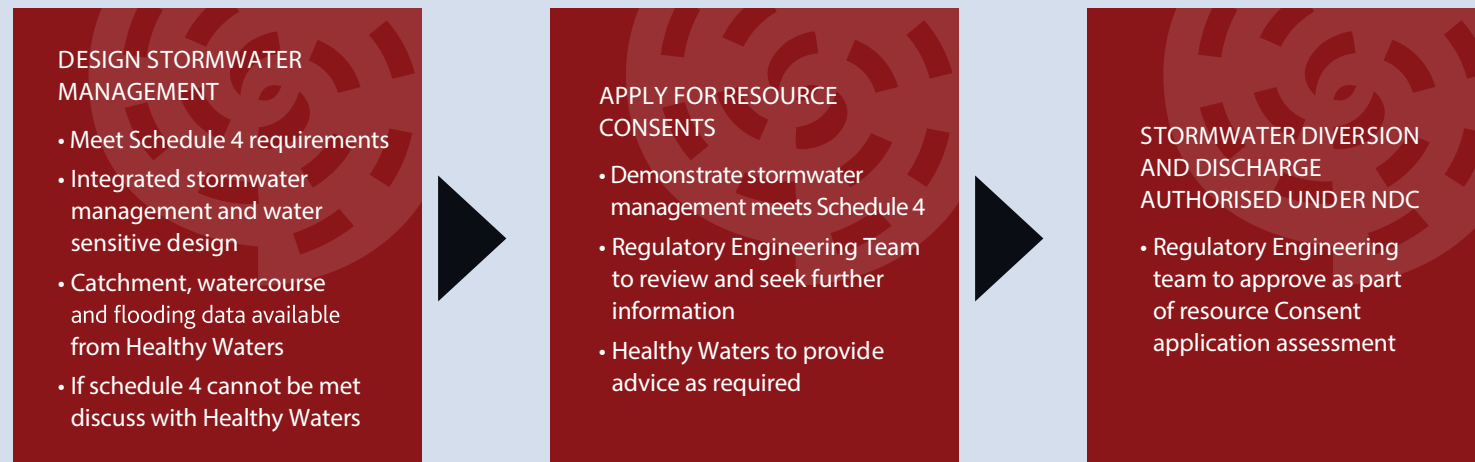 DESIGN STORMWATER
MANAGEMENT
• Meet Schedule 4 requirements
• Integrated stormwater
management and water
sensitive design
• Catchment, watercourse
and flooding data available
from Healthy Waters
• If schedule 4 cannot be met
discuss with Healthy Waters
APPLY FOR RESOURCE
CONSENTS
• Demonstrate stormwater
management meets Schedule 4
• Regulatory Engineering Team
to review and seek further
information
• Healthy Waters to provide
advice as required
STORMWATER DIVERSION
AND DISCHARGE
AUTHORISED UNDER NDC
• Regulatory Engineering
team to approve as part
of resource Consent
application assessment